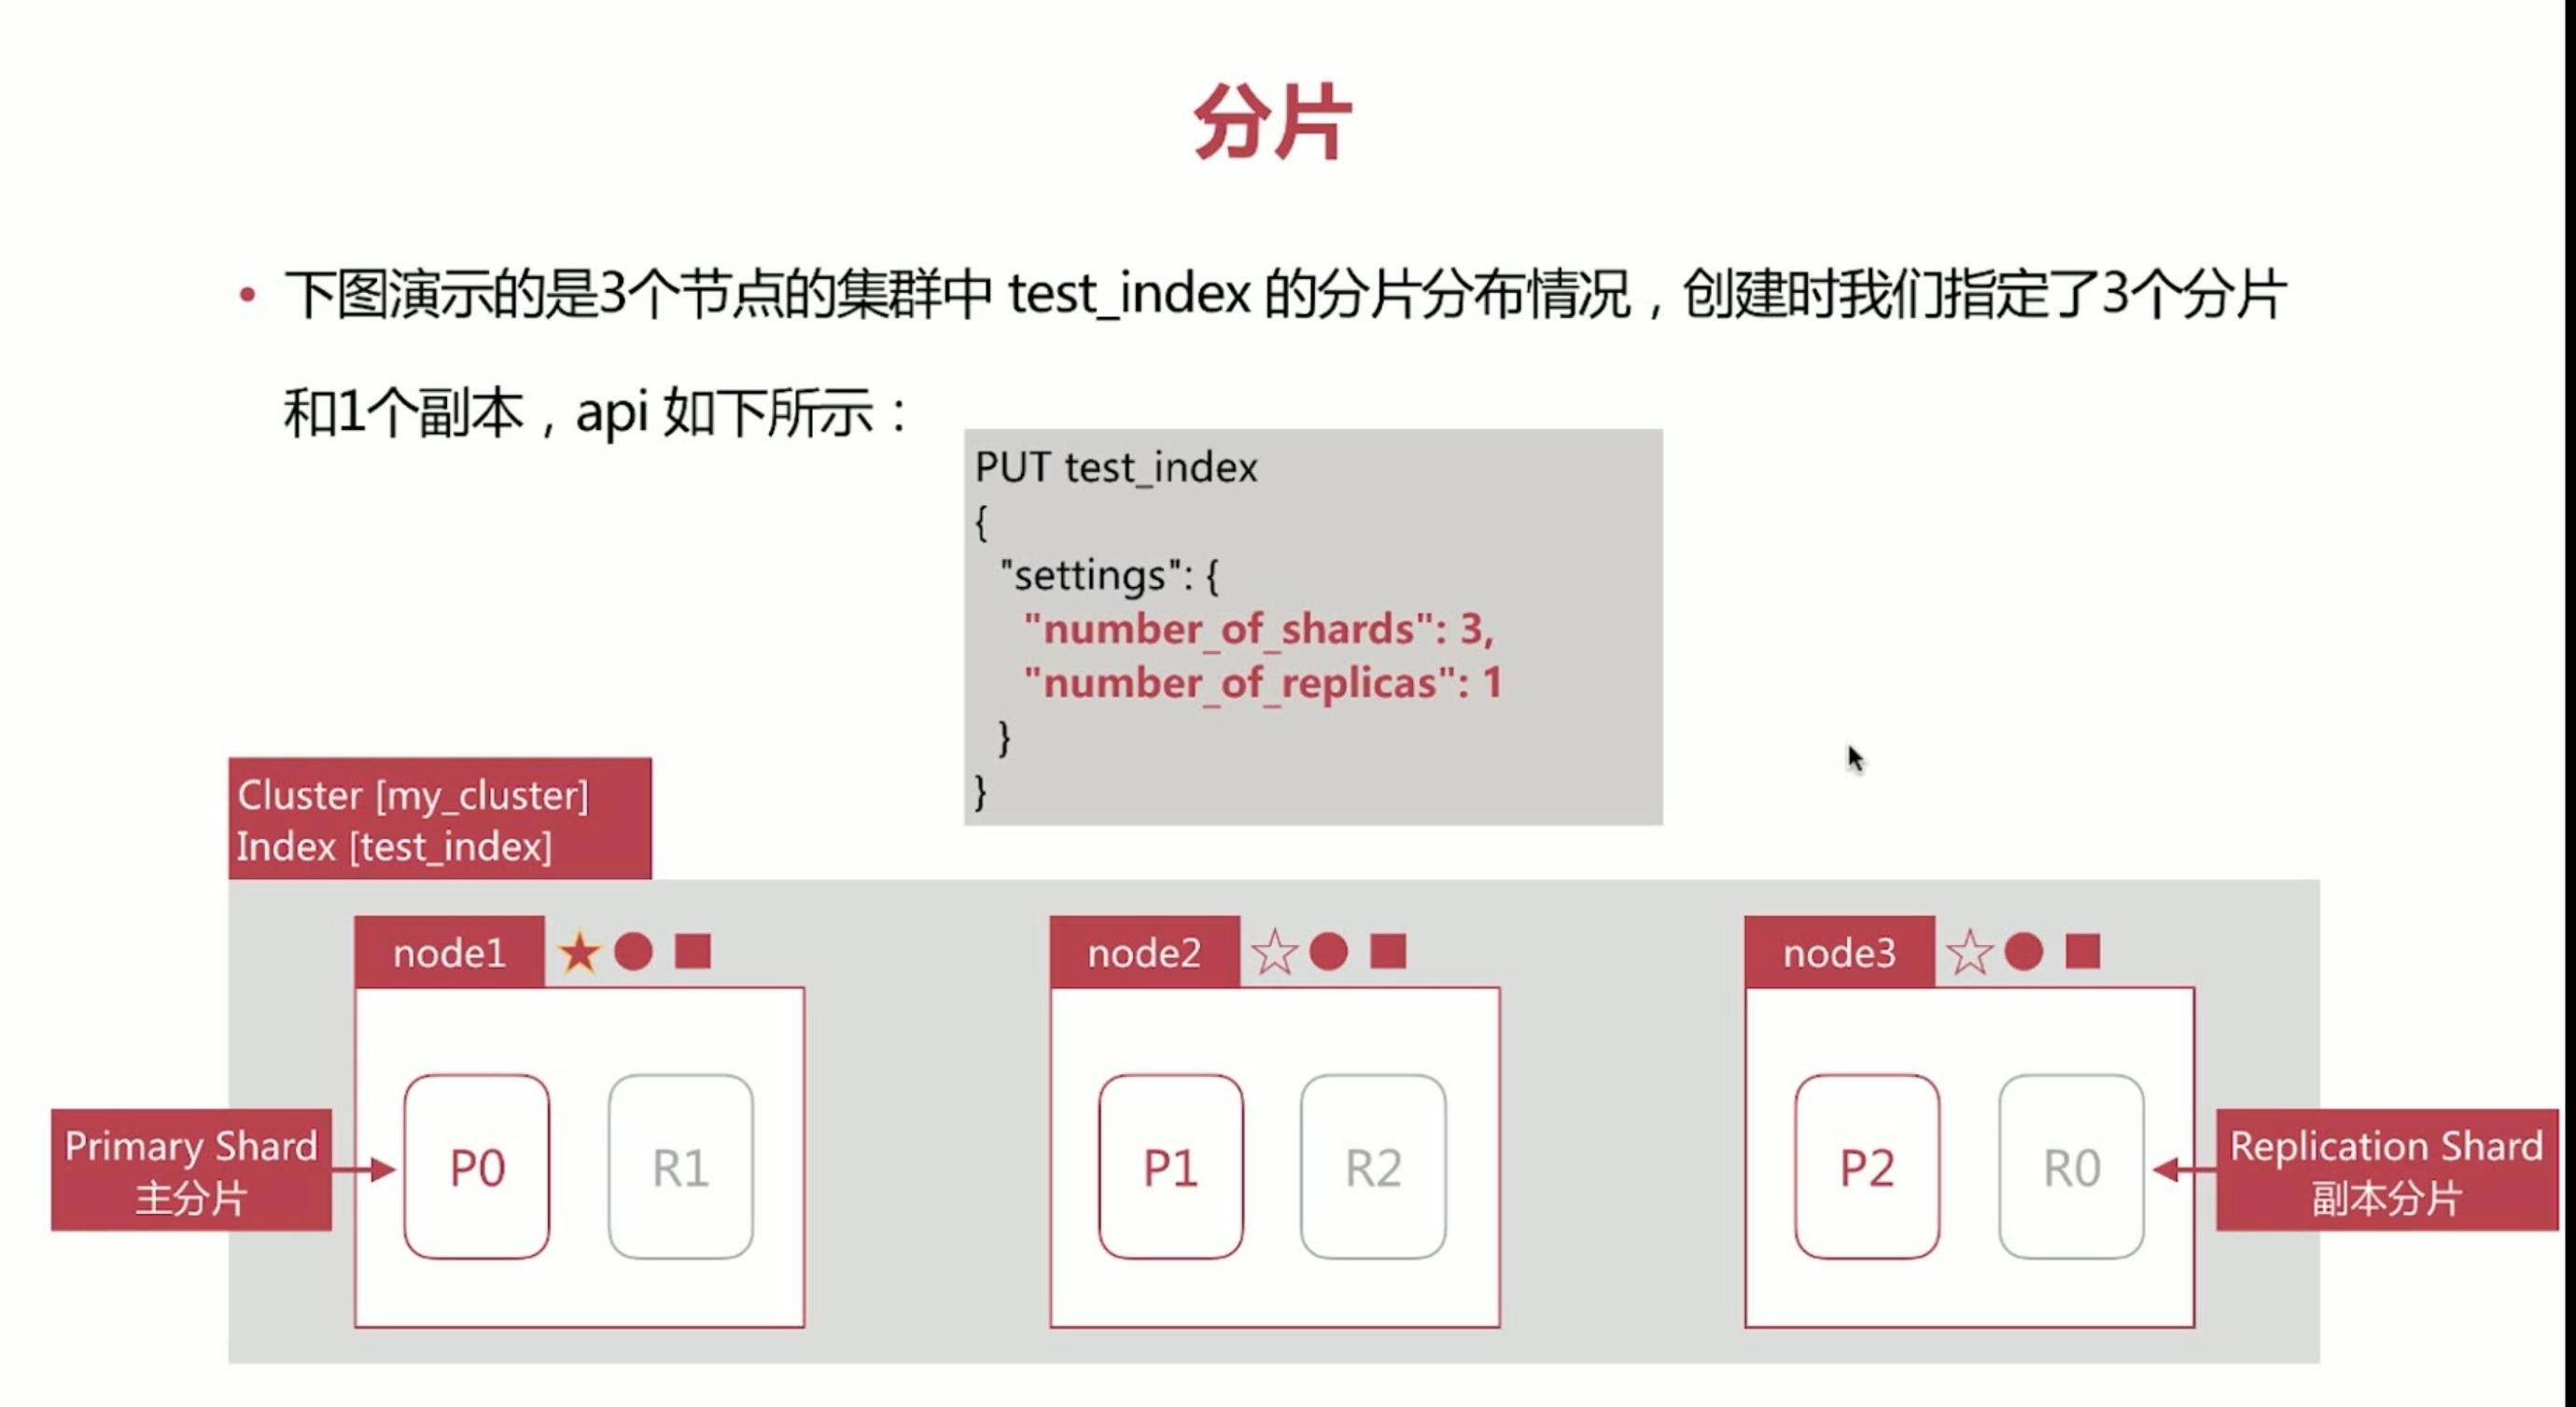 分片
• 下图演示的是3个节点的集群中 test_index 的分片分布情况，创建时我们指定了3个分片
和1个副本，api 如下所示：
PUT test_index
{
"settings": {
"number_of_shards": 3,
"number_of_replicas": 1
}
}
Cluster [my_cluster]
Index [test_index]
node1
node2
node3
Primary Shard
主分片
P0
R1
P1
R2
P2
R0
Replication Shard
副本分片